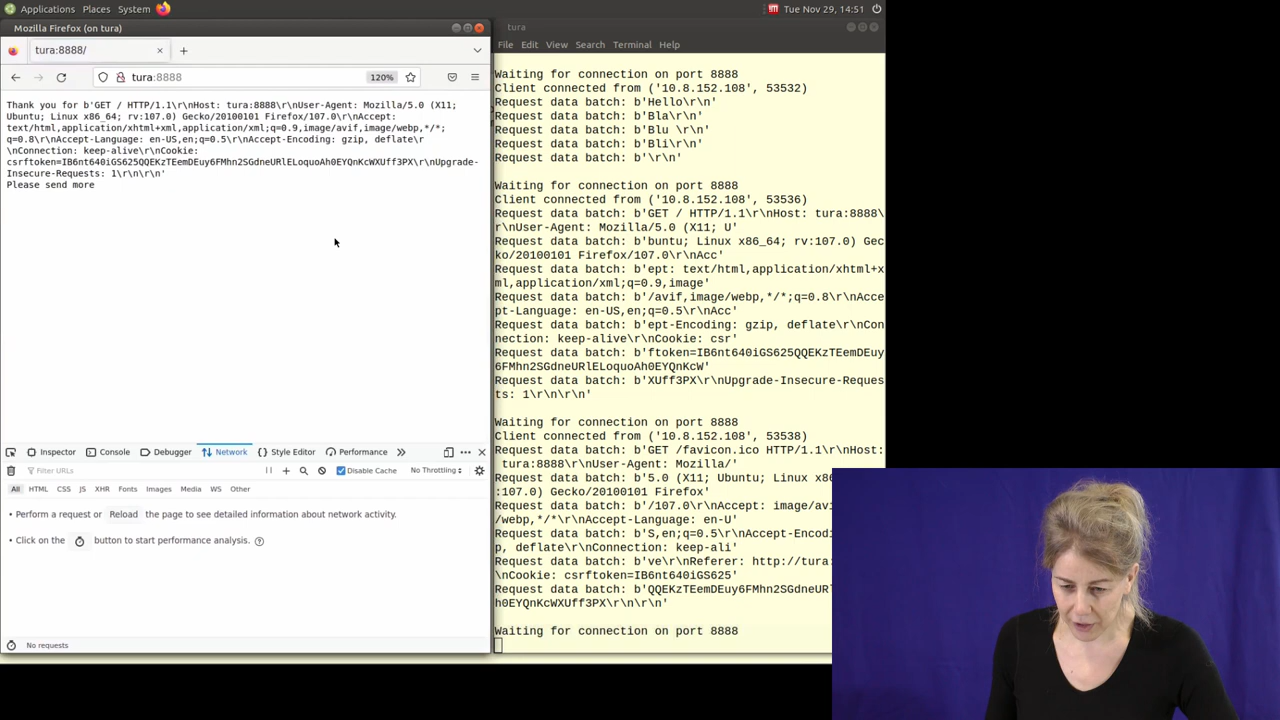 Applications Places System
Tue Nov 29, 14:51
Mozilla Firefox (on tura)
tura:8888/
tura:8888
120%
Thank you for b'GET / HTTP/1.1\r\nHost: tura:8888\r\nUser-Agent: Mozilla/5.0 (X11;
Ubuntu; Linux x86_64; rv:107.0) Gecko/20100101 Firefox/107.0\r\nAccept:
text/html,application/xhtml+xml,application/xml;q=0.9,image/avif,image/webp,*/*;
q=0.8\r\nAccept-Language: en-US,en;q=0.5\r\nAccept-Encoding: gzip, deflate\r
\nConnection: keep-alive\r\nCookie:
csrftoken=IB6nt640iGS625QQEKzTEemDEuy6FMhn2SGdneURlELoquoAh0EYQnKcWXUff3PX\r\nUpgrade-
Insecure-Requests: 1\r\n\r\n'
Please send more
Inspector Console Debugger Network Style Editor Performance
Filter URLs Disable Cache No Throttling
All HTML CSS JS XHR Fonts Images Media WS Other
• Perform a request or Reload the page to see detailed information about network activity.
• Click on the button to start performance analysis.
No requests
tura
File Edit View Search Terminal Help
Waiting for connection on port 8888
Client connected from ('10.8.152.108', 53532)
Request data batch: b'Hello\r\n'
Request data batch: b'Bla\r\n'
Request data batch: b'Blu \r\n'
Request data batch: b'Bli\r\n'
Request data batch: b'\r\n'
Waiting for connection on port 8888
Client connected from ('10.8.152.108', 53536)
Request data batch: b'GET / HTTP/1.1\r\nHost: tura:8888\
r\nUser-Agent: Mozilla/5.0 (X11; U'
Request data batch: b'buntu; Linux x86_64; rv:107.0) Gec
ko/20100101 Firefox/107.0\r\nAcc'
Request data batch: b'ept: text/html,application/xhtml+x
ml,application/xml;q=0.9,image'
Request data batch: b'/avif,image/webp,*/*;q=0.8\r\nAcce
pt-Language: en-US,en;q=0.5\r\nAcc'
Request data batch: b'ept-Encoding: gzip, deflate\r\nCon
nection: keep-alive\r\nCookie: csr'
Request data batch: b'ftoken=IB6nt640iGS625QQEKzTEemDEuy
6FMhn2SGdneURlELoquoAh0EYQnKcW'
Request data batch: b'XUff3PX\r\nUpgrade-Insecure-Reques
ts: 1\r\n\r\n'
Waiting for connection on port 8888
Client connected from ('10.8.152.108', 53538)
Request data batch: b'GET /favicon.ico HTTP/1.1\r\nHost:
tura:8888\r\nUser-Agent: Mozilla/'
Request data batch: b'5.0 (X11; Ubuntu; Linux x8
:107.0) Gecko/20100101 Firefox'
Request data batch: b'/107.0\r\nAccept: image/avi
/webp,*/*\r\nAccept-Language: en-U'
Request data batch: b'S,en;q=0.5\r\nAccept-Encodi
p, deflate\r\nConnection: keep-ali'
Request data batch: b've\r\nReferer: http://tura:
\nCookie: csrftoken=IB6nt640iGS625'
Request data batch: b'QQEKzTEemDEuy6FMhn2SGdneURl
h0EYQnKcWXUff3PX\r\n\r\n'
Waiting for connection on port 8888